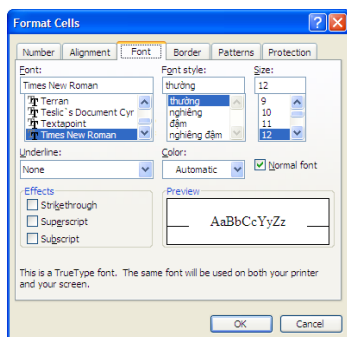 Format Cells
Number Alignment Font Border Patterns Protection
Font: Font style: Size:
Times New Roman thường 12
Terran thường 9
Teslic`s Document Cyr nghiêng 10
Textapoint đậm 11
Times New Roman nghiêng đậm 12
Underline: Color:
None Automatic Normal font
Effects Preview
Strikethrough
Superscript AaBbCcYyZz
Subscript
This is a TrueType font. The same font will be used on both your printer
and your screen.
OK Cancel